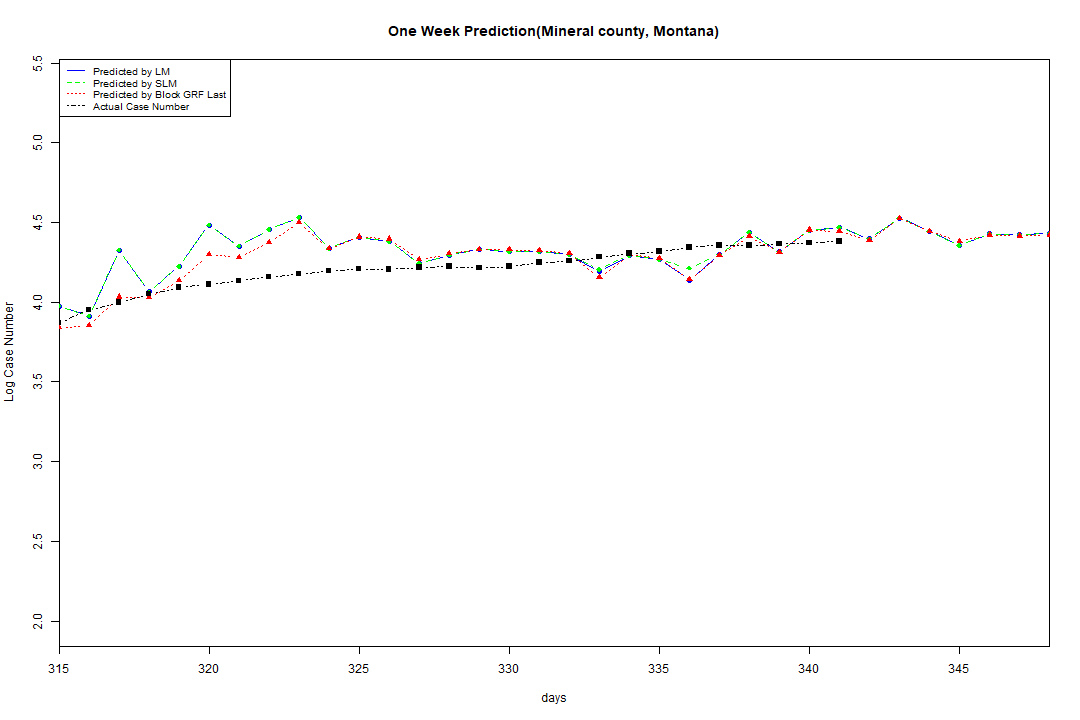 One Week Prediction(Mineral county, Montana)
Predicted by LM
Predicted by SLM
Predicted by Block GRF Last
Actual Case Number
5.5
5.0
4.5
4.0
3.5
3.0
2.5
2.0
Log Case Number
315 320 325 330 335 340 345
days